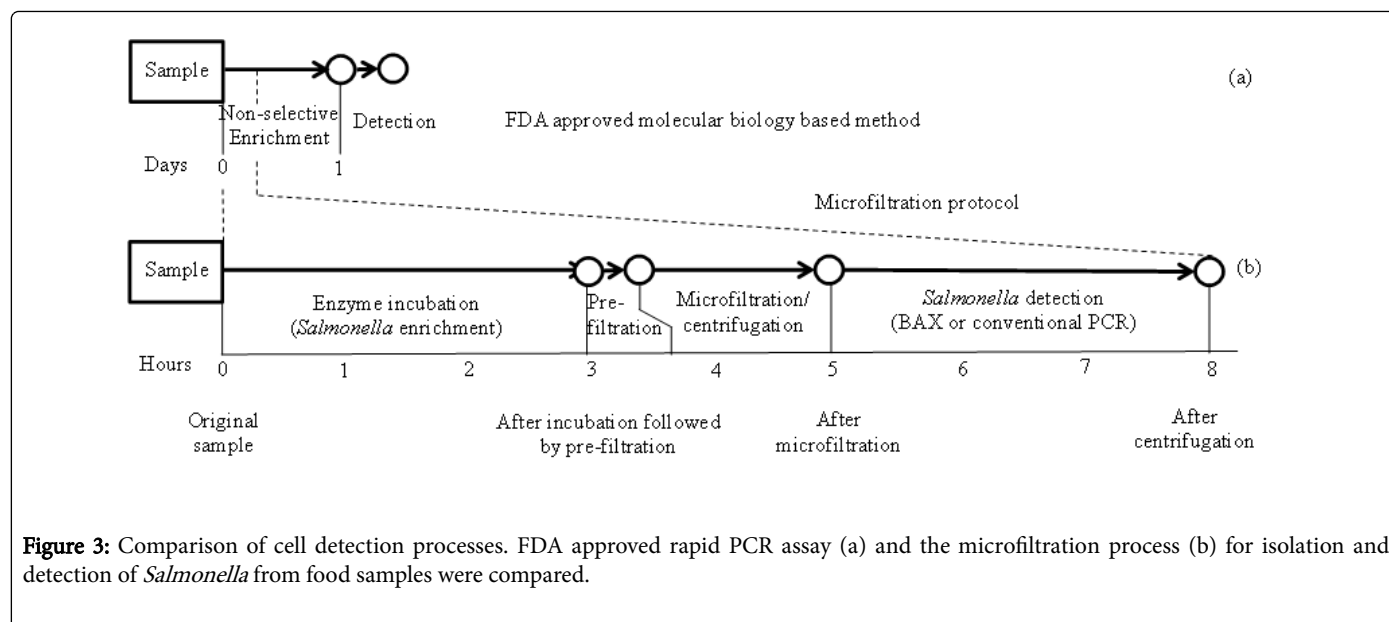 Sample
(a)
Non-selective
Enrichment
Detection
FDA approved molecular biology based method
Days
0
1
Microfiltration protocol
Sample
(b)
Enzyme incubation
(Salmonella enrichment)
Pre-
filtration
Microfiltration/
centrifugation
Salmonella detection
(BAX or conventional PCR)
Hours
0
1
2
3
4
5
6
7
8
Original
sample
After incubation followed
by pre-filtration
After
microfiltration
After
centrifugation
Figure 3: Comparison of cell detection processes. FDA approved rapid PCR assay (a) and the microfiltration process (b) for isolation and
detection of Salmonella from food samples were compared.